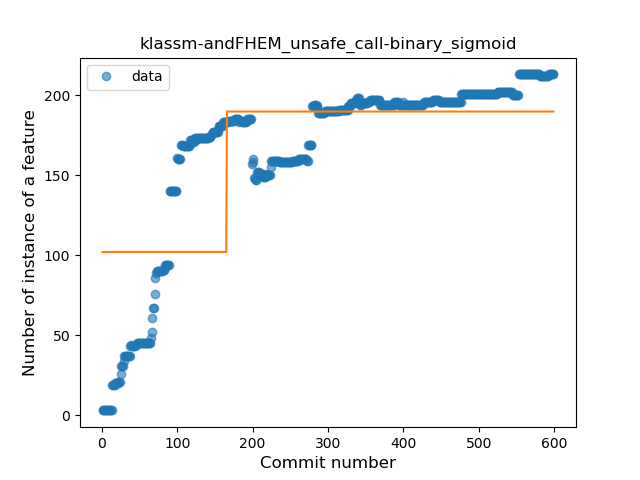 klassm-andFHEM_unsafe_call-binary_sigmoid
data
Number of instance of a feature
200
150
100
50
0
0 100 200 300 400 500 600
Commit number